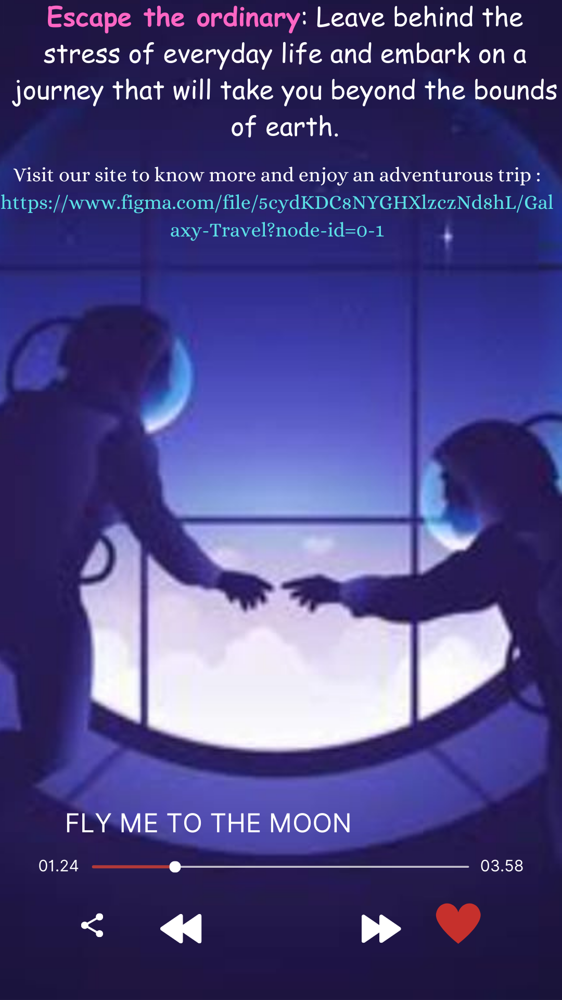 Escape the ordinary: Leave behind the
stress of everyday life and embark on a
journey that will take you beyond the bounds
of earth.
Visit our site to know more and enjoy an adventurous trip :
https://www.figma.com/file/5cydKDC8NYGHXlzczNd8hL/Gal
axy-Travel?node-id=0-1
FLY ME TO THE MOON
01.24
03.58